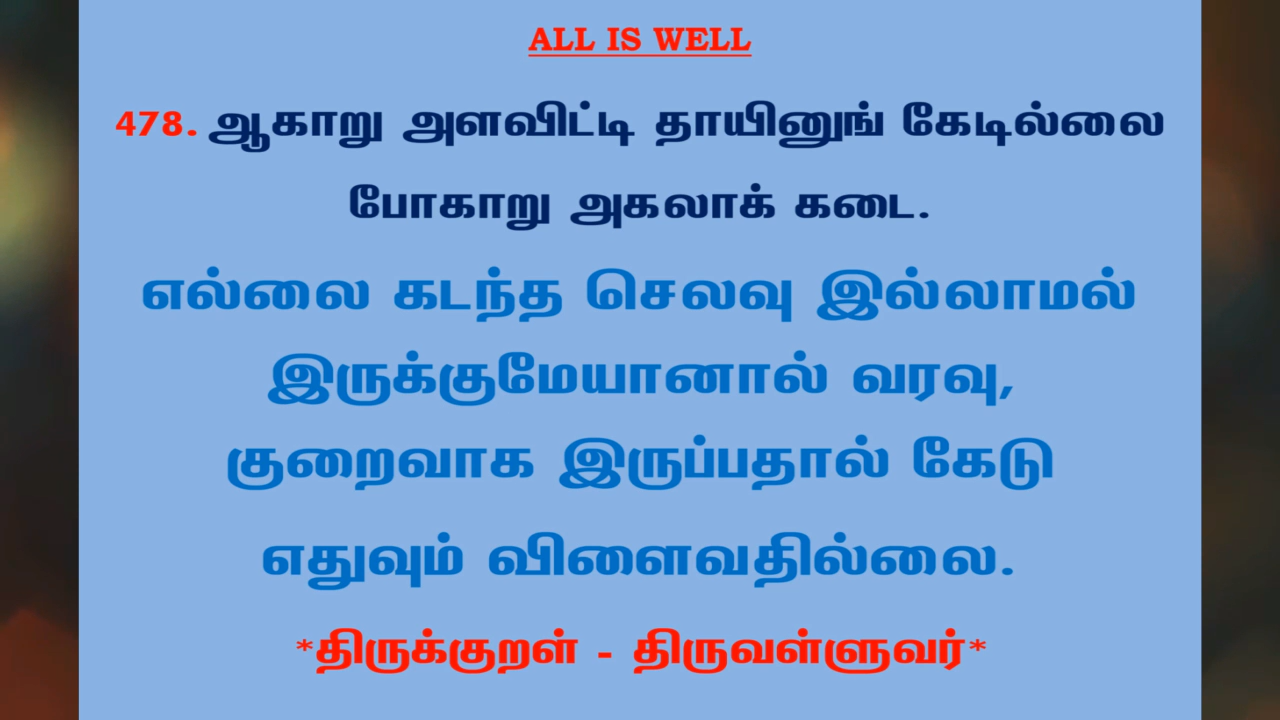 ALL IS WELL
478. ஆகாறு அளவிட்டி தாயினுங் கேடில்லை
போகாறு அகலாக் கடை.
எல்லை கடந்த செலவு இல்லாமல்
இருக்குமேயானால் வரவு,
குறைவாக இருப்பதால் கேடு
எதுவும் விளைவதில்லை.
*திருக்குறள் - திருவள்ளுவர்*